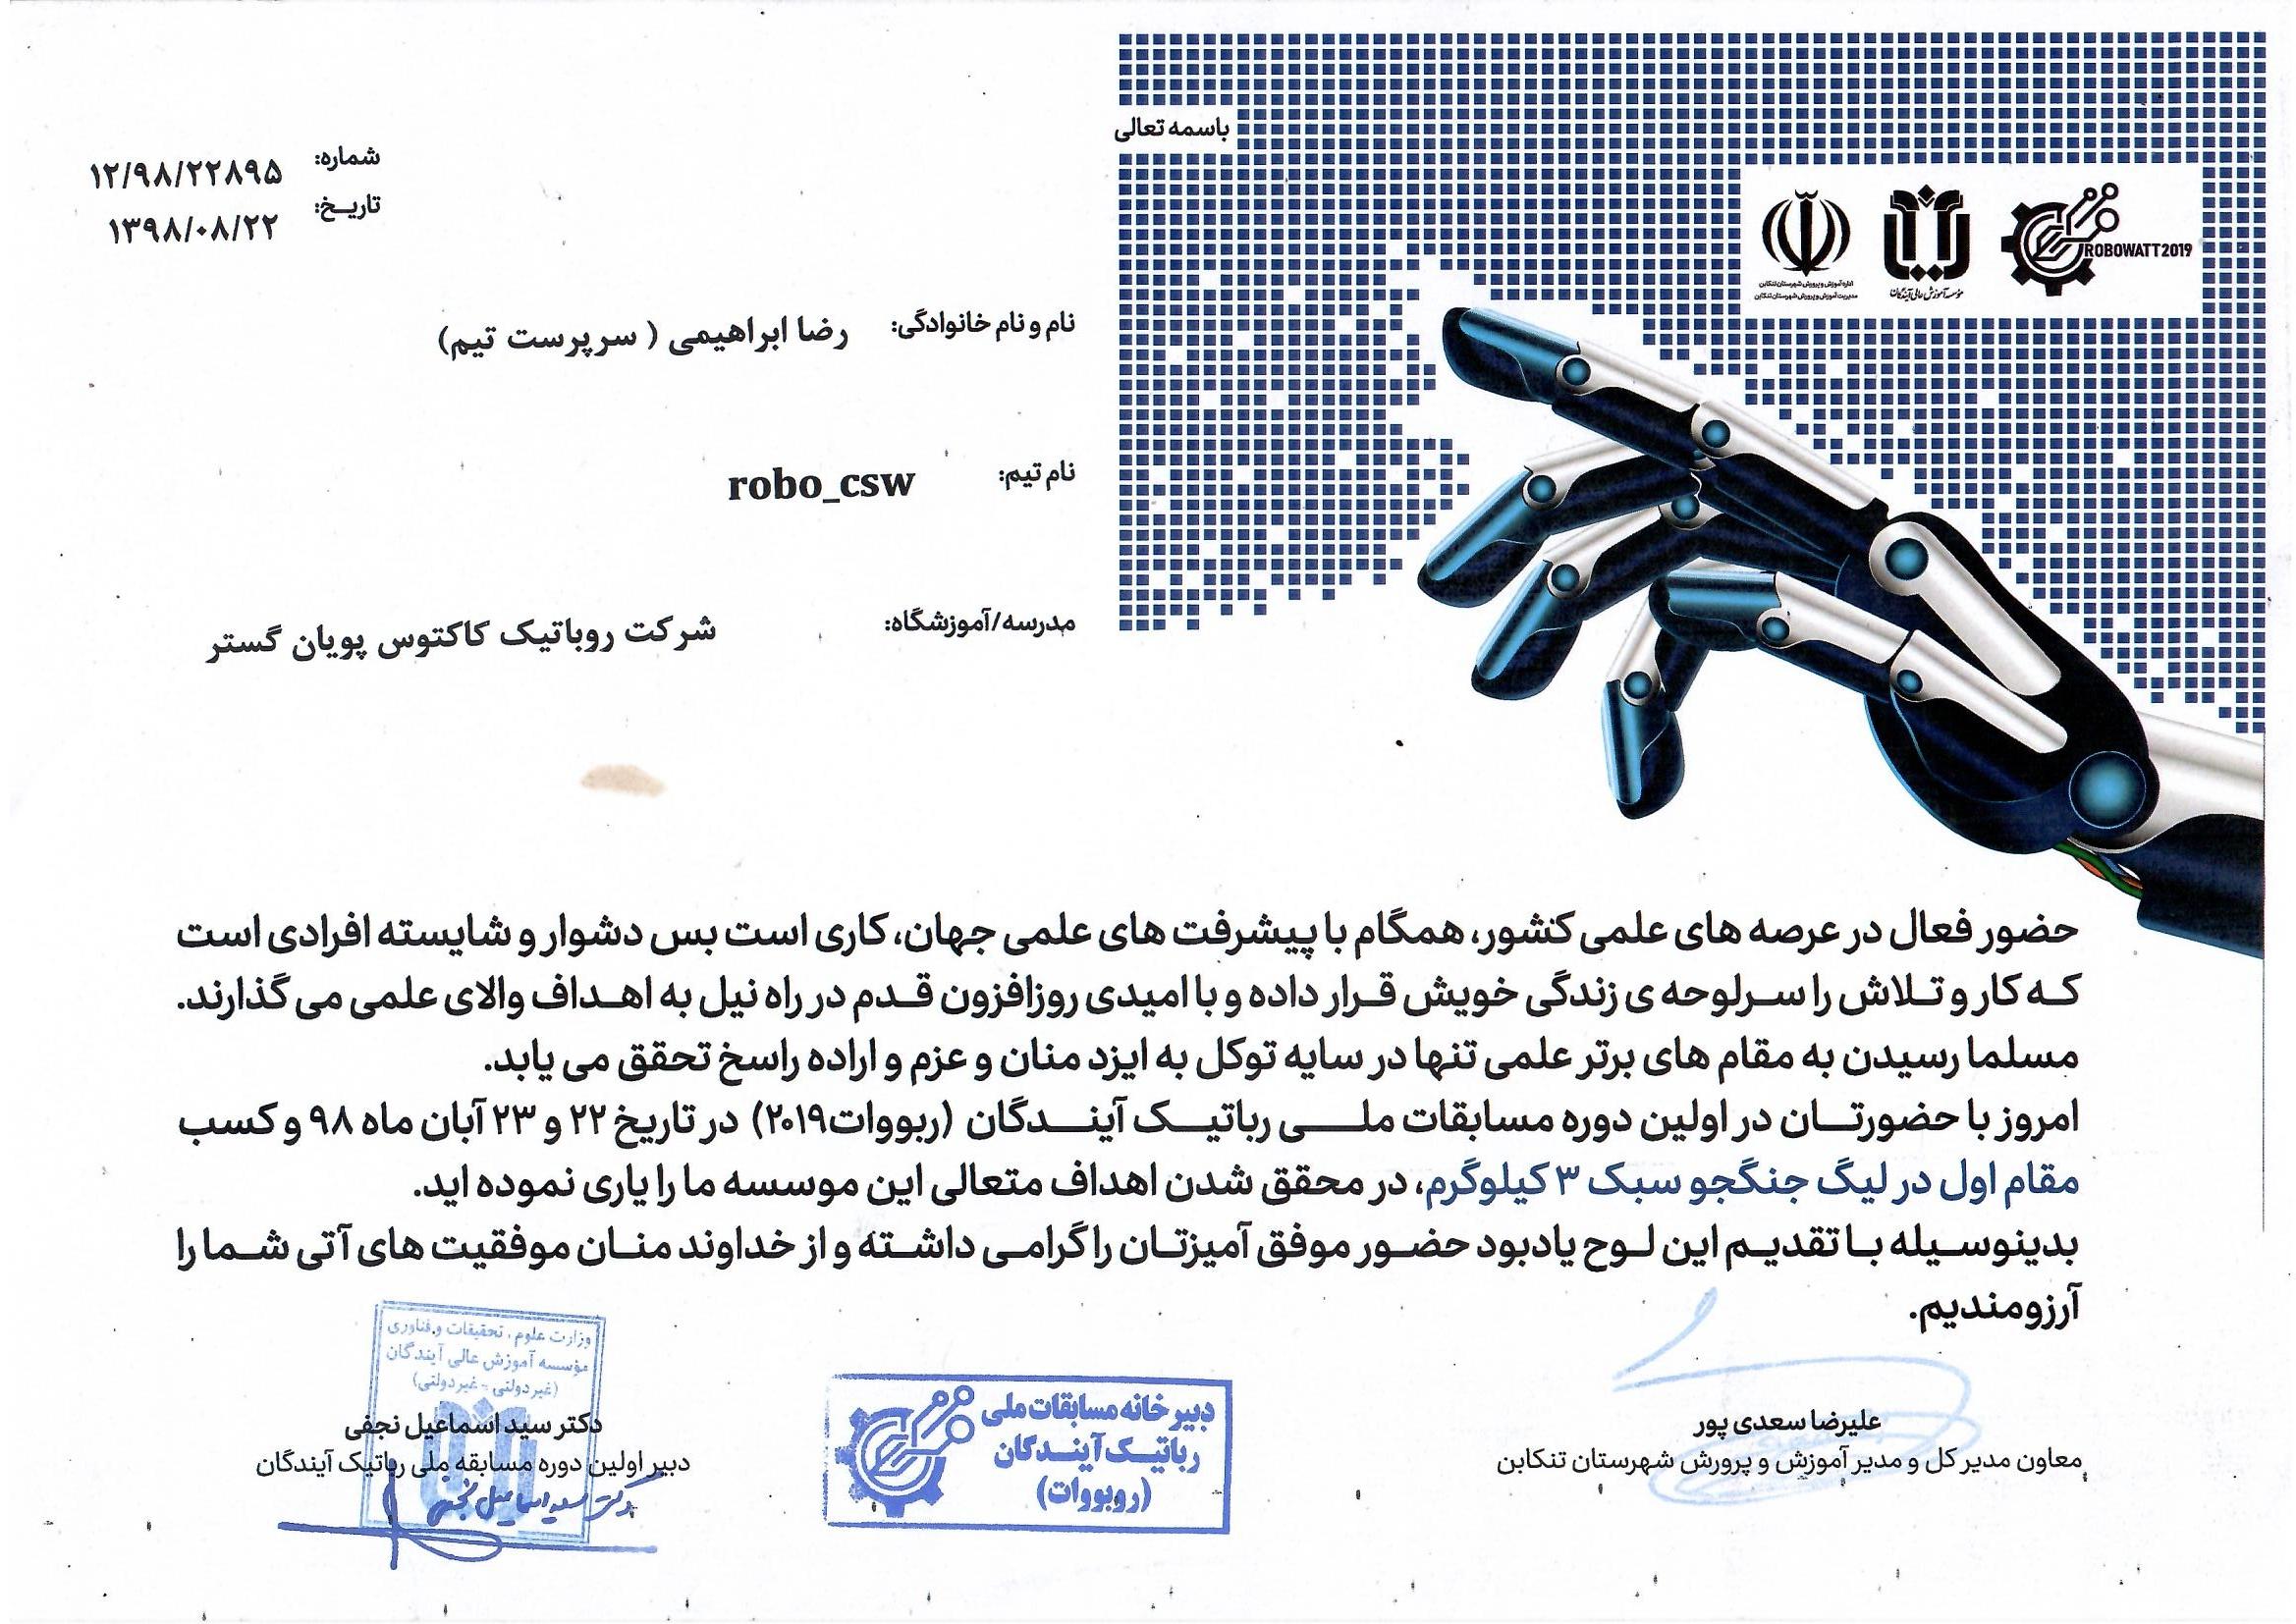 باسمه تعالی
ROBOWATT2019
موسسه آموزش عالی آیندگان
اداره آموزش و پرورش شهرستان تنکابن
مدیریت آموزش و پرورش شهرستان تنکابن
شماره: ۱۲/۹۸/۲۲۸۹۵
تاریخ: ۱۳۹۸/۰۸/۲۲
نام و نام خانوادگی: رضا ابراهیمی ( سرپرست تیم)
نام تیم: robo_csw
مدرسه/آموزشگاه: شرکت روباتیک کاکتوس پویان گستر
حضور فعال در عرصه های علمی کشور، همگام با پیشرفت های علمی جهان، کاری است بس دشوار و شایسته افرادی است
که کار و تلاش را سرلوحه ی زندگی خویش قرار داده و با امیدی روزافزون قدم در راه نیل به اهداف والای علمی می گذارند.
مسلما رسیدن به مقام های برتر علمی تنها در سایه توکل به ایزد منان و عزم و اراده راسخ تحقق می یابد.
امروز با حضورتان در اولین دوره مسابقات ملی رباتیک آیندگان (ربووات۲۰۱۹) در تاریخ ۲۲ و ۲۳ آبان ماه ۹۸ و کسب
مقام اول در لیگ جنگجو سبک ۳ کیلوگرم، در محقق شدن اهداف متعالی این موسسه ما را یاری نموده اید.
بدینوسیله با تقدیم این لوح یادبود حضور موفق آمیزتان را گرامی داشته و از خداوند منان موفقیت های آتی شما را
آرزومندیم.
علیرضا سعدی پور
معاون مدیر کل و مدیر آموزش و پرورش شهرستان تنکابن
دبیرخانه مسابقات ملی
رباتیک آیندگان
(روبووات)
وزارت علوم، تحقیقات و فناوری
مؤسسه آموزش عالی آیندگان
(غیردولتی - غیردولتی)
دکتر سید اسماعیل نجفی
دبیر اولین دوره مسابقه ملی رباتیک آیندگان
دکتر سید اسماعیل نجفی